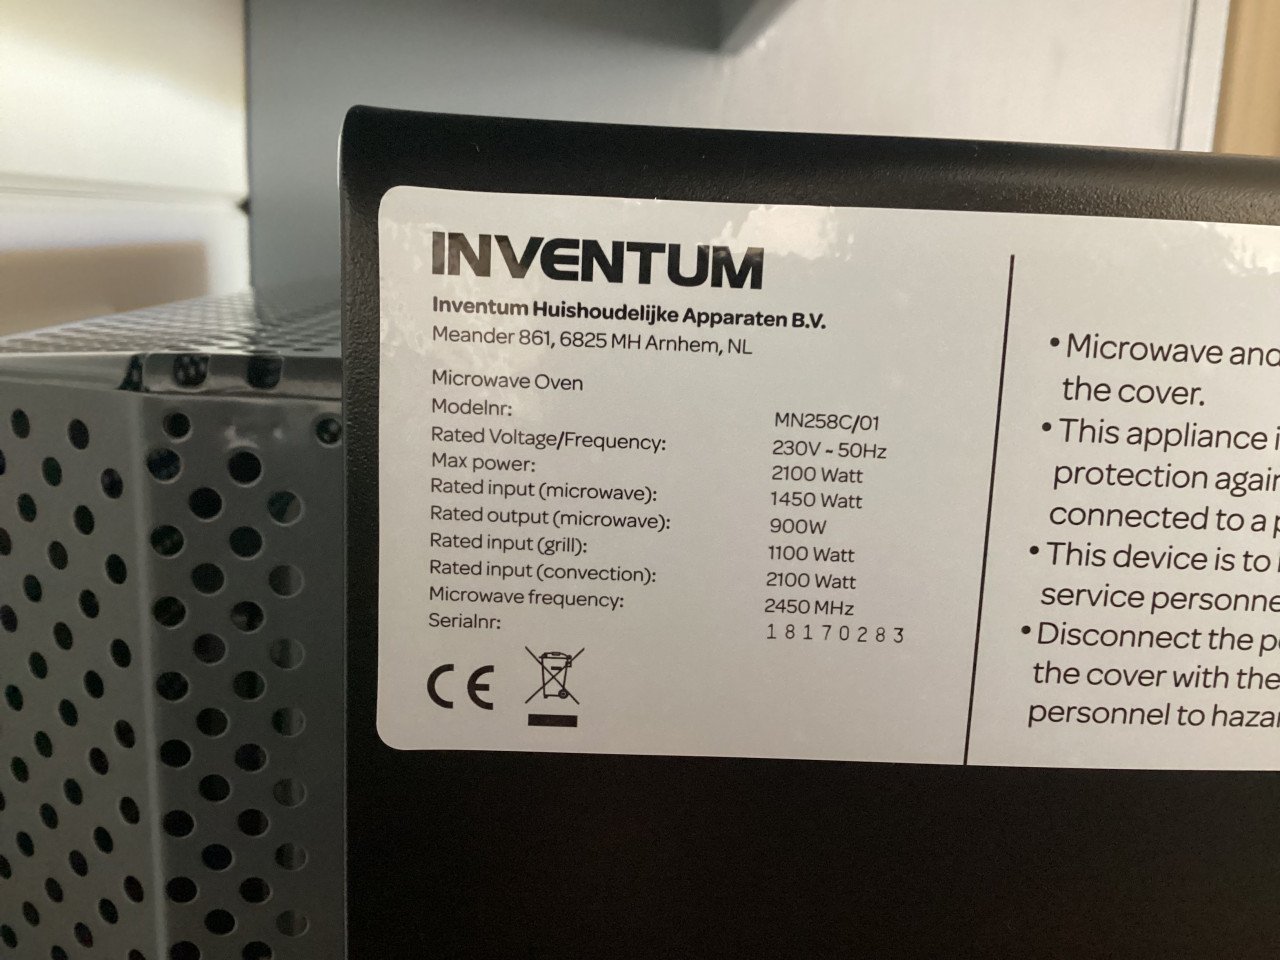 INVENTUM
Inventum Huishoudelijke Apparaten B.V.
Meander 861, 6825 MH Arnhem, NL
Microwave Oven
Modelnr: MN258C/01
Rated Voltage/Frequency: 230V ~ 50Hz
Max power: 2100 Watt
Rated input (microwave): 1450 Watt
Rated output (microwave): 900W
Rated input (grill): 1100 Watt
Rated input (convection): 2100 Watt
Microwave frequency: 2450 MHz
Serialnr: 18170283
CE
• Microwave and
the cover.
• This appliance
protection
connected to a
• This device is to
service
• Disconnect the
the cover with the
personnel to